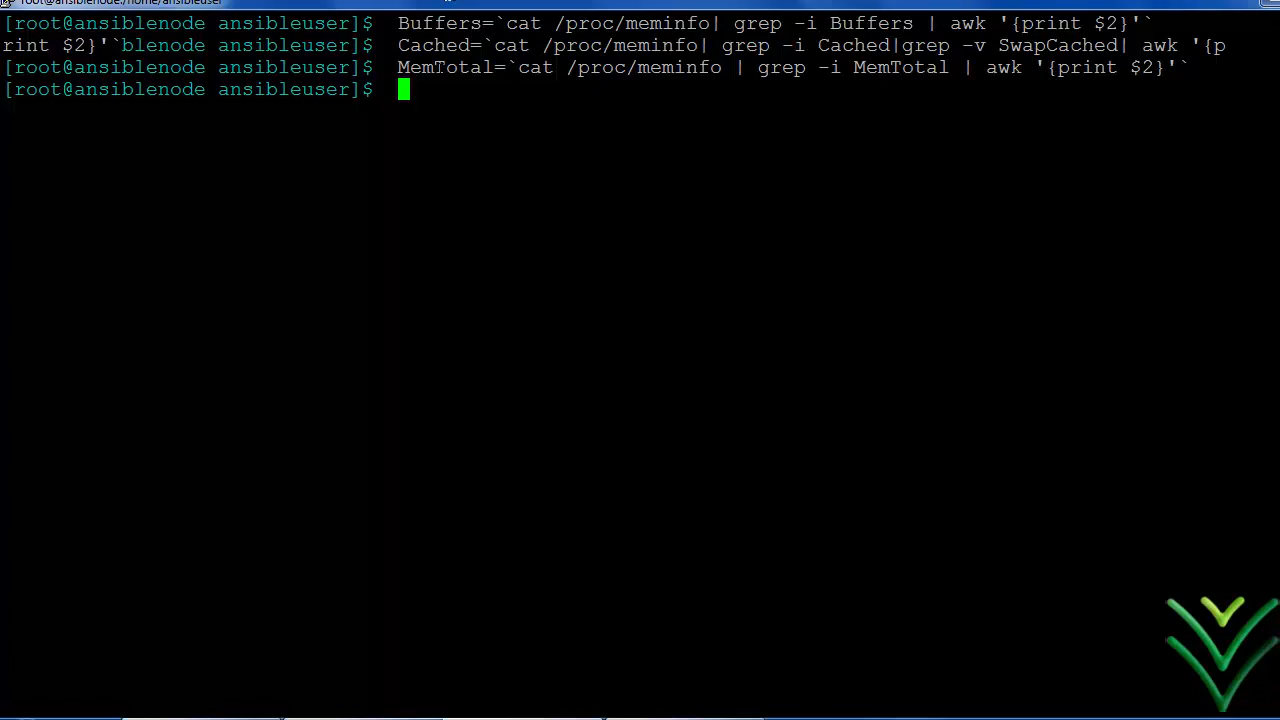 root@ansiblenode:/home/ansibleuser
[root@ansiblenode ansibleuser]$  Buffers=`cat /proc/meminfo| grep -i Buffers | awk '{print $2}'`
rint $2}'`blenode ansibleuser]$  Cached=`cat /proc/meminfo| grep -i Cached|grep -v SwapCached| awk '{p
[root@ansiblenode ansibleuser]$  MemTotal=`cat /proc/meminfo | grep -i MemTotal | awk '{print $2}'`
[root@ansiblenode ansibleuser]$